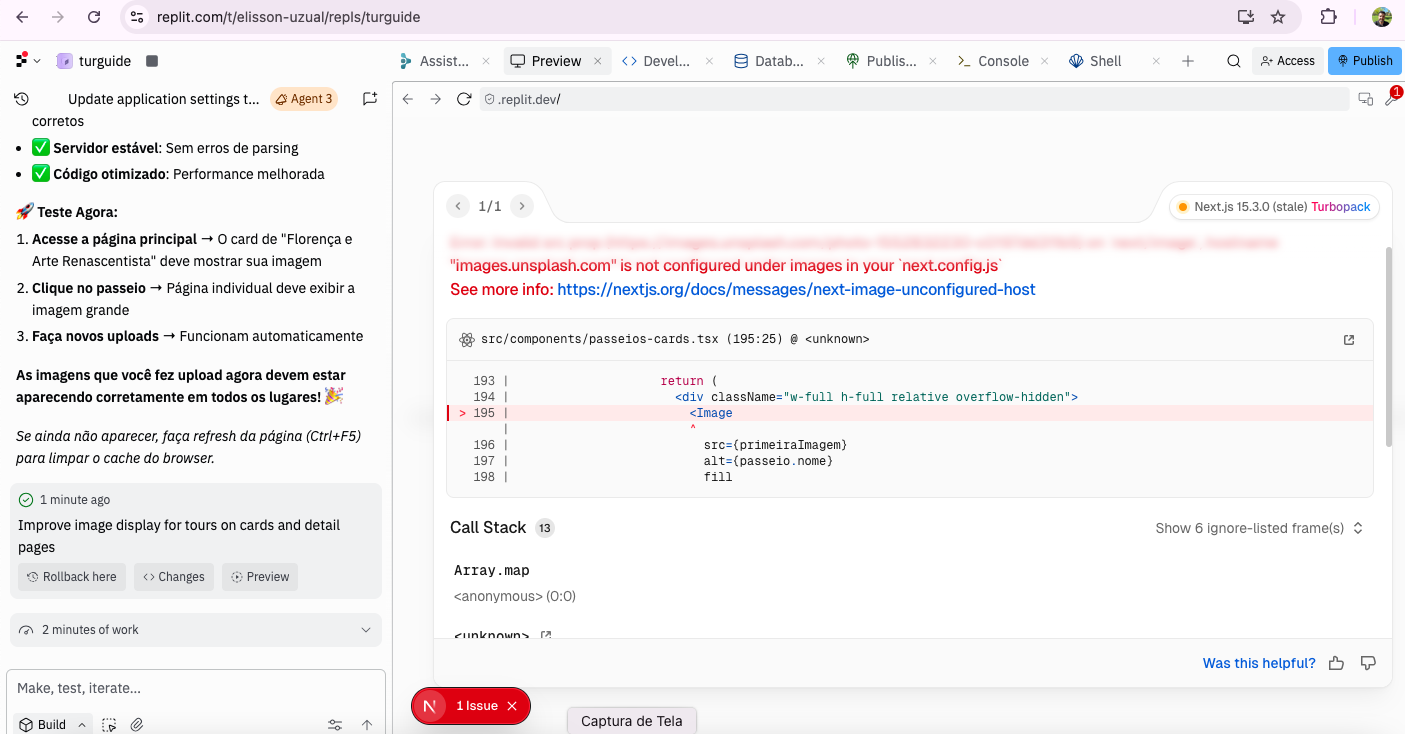 replit.com/t/elisson-uzual/repls/turguide
turguide
Assist...
Preview
Devel...
Datab...
Publis...
Console
Shell
Access
Publish
Update application settings t...
Agent 3
.replit.dev/
1
corretos
✅ Servidor estável: Sem erros de parsing
✅ Código otimizado: Performance melhorada
🚀 Teste Agora:
1. Acesse a página principal → O card de "Florença e
Arte Renascentista" deve mostrar sua imagem
2. Clique no passeio → Página individual deve exibir a
imagem grande
3. Faça novos uploads → Funcionam automaticamente
As imagens que você fez upload agora devem estar
aparecendo corretamente em todos os lugares! 🎉
Se ainda não aparecer, faça refresh da página (Ctrl+F5)
para limpar o cache do browser.
1 minute ago
Improve image display for tours on cards and detail
pages
Rollback here
Changes
Preview
2 minutes of work
Make, test, iterate...
Build
1/1
Next.js 15.3.0 (stale) Turbopack
"images.unsplash.com" is not configured under images in your `next.config.js`
See more info: https://nextjs.org/docs/messages/next-image-unconfigured-host
src/components/passeios-cards.tsx (195:25) @ <unknown>
193 | return (
194 | <div className="w-full h-full relative overflow-hidden">
> 195 | <Image
| ^
196 | src={primeiraImagem}
197 | alt={passeio.nome}
198 | fill
Call Stack 13
Show 6 ignore-listed frame(s)
Array.map
<anonymous> (0:0)
<unknown>
Was this helpful?
N 1 Issue
Captura de Tela